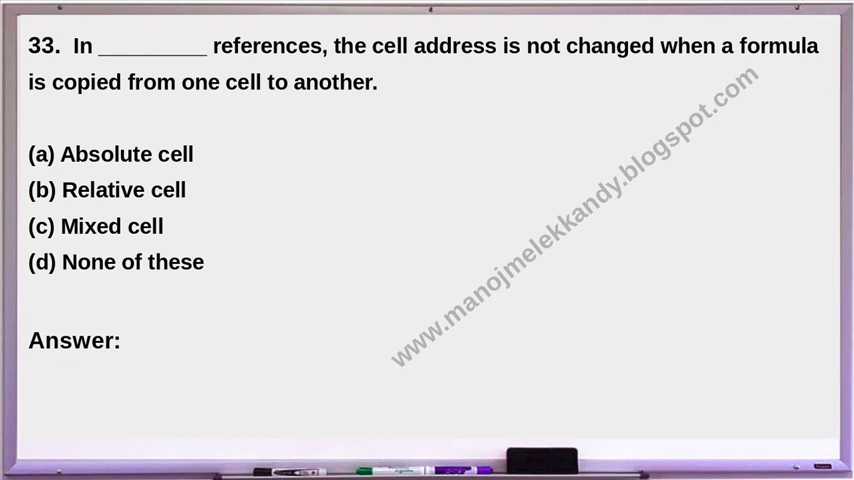 33. In _________ references, the cell address is not changed when a formula
is copied from one cell to another.
(a) Absolute cell
(b) Relative cell
(c) Mixed cell
(d) None of these
Answer:
www.manojmelekkandy.blogspot.com